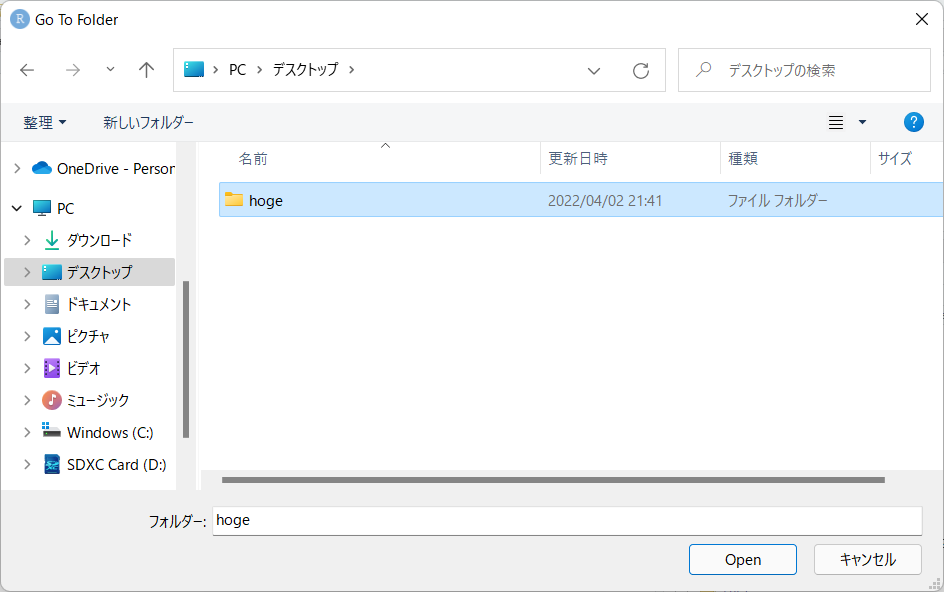 R Go To Folder
PC デスクトップ
デスクトップの検索
整理 新しいフォルダー ?
名前 更新日時 種類 サイズ
hoge 2022/04/02 21:41 ファイル フォルダー
OneDrive - Person
PC
ダウンロード
デスクトップ
ドキュメント
ピクチャ
ビデオ
ミュージック
Windows (C:)
SDXC Card (D:)
フォルダー: hoge
Open キャンセル